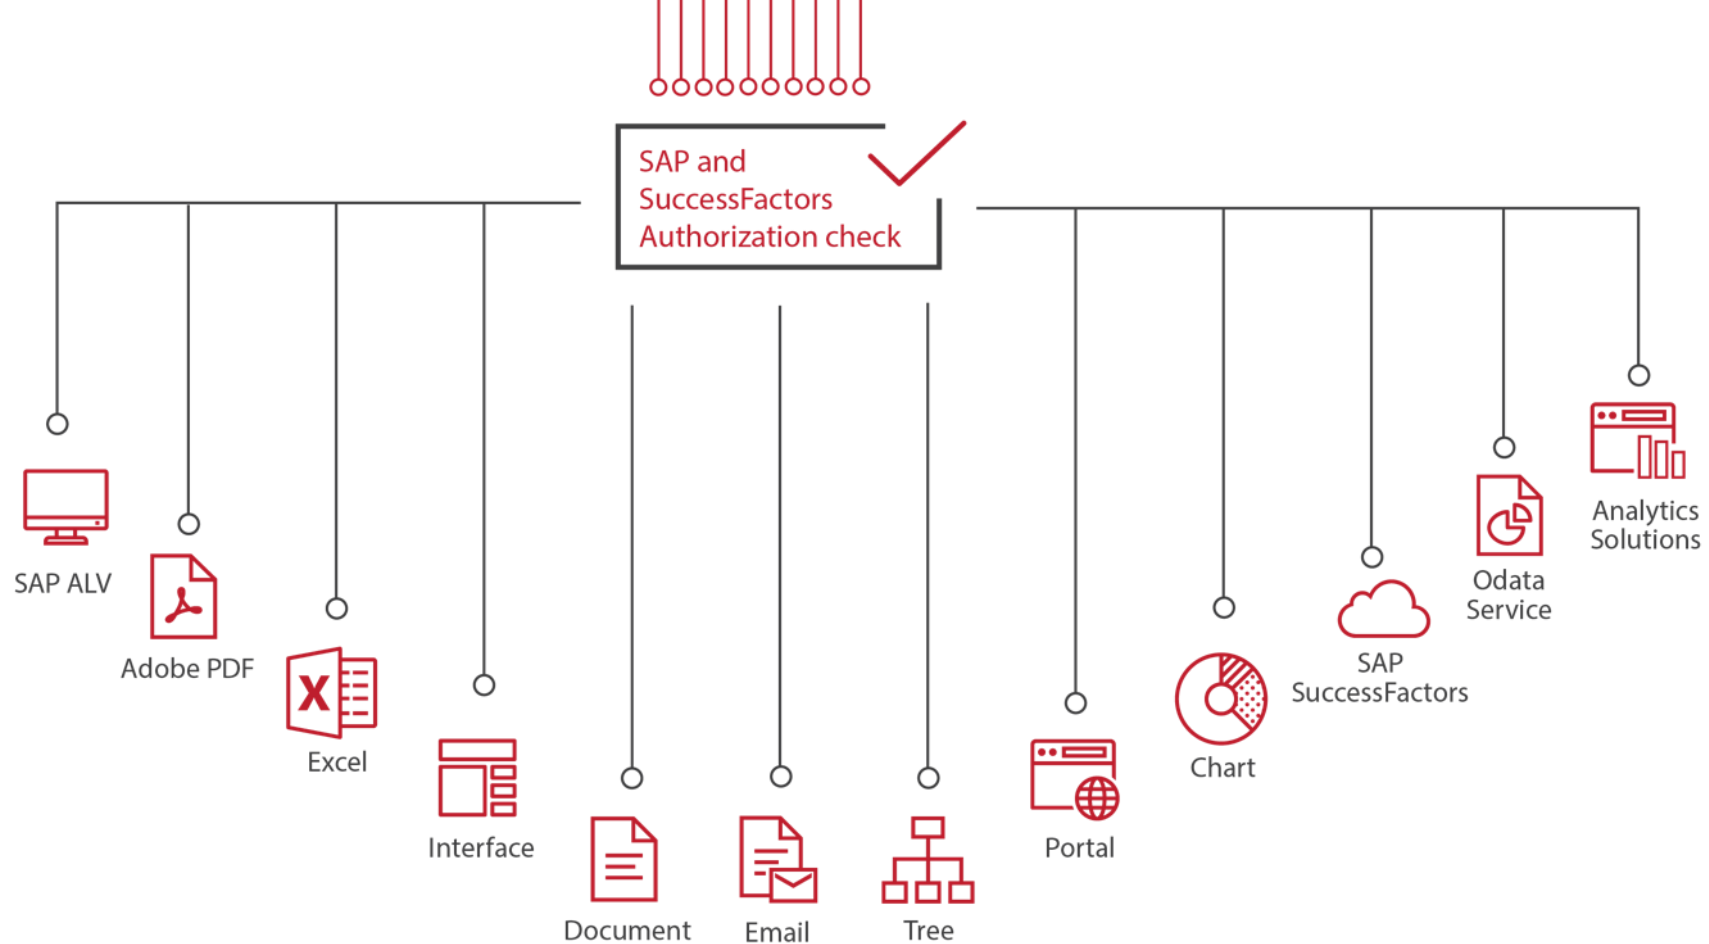 SAP and
SuccessFactors
Authorization check
SAP ALV
Adobe PDF
X
Excel
Interface
Document
Email
Tree
Portal
Chart
SAP
SuccessFactors
Odata
Service
Analytics
Solutions